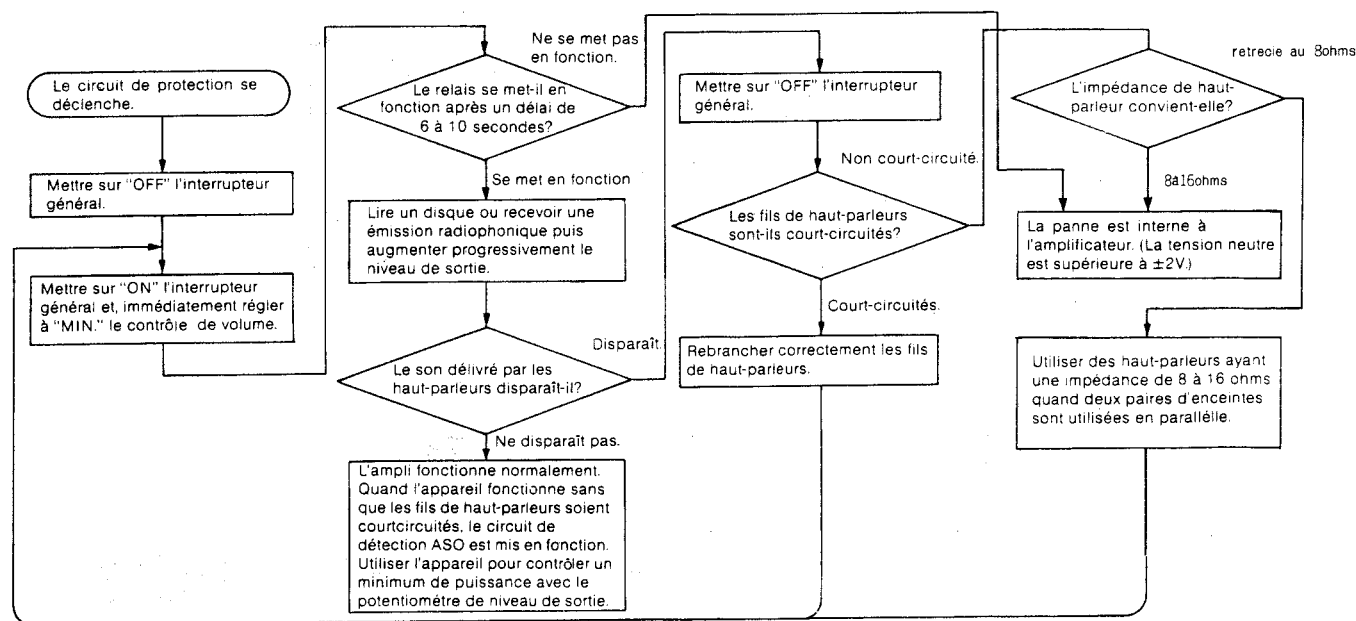 Le circuit de protection se
déclenche.
Mettre sur "OFF" l'interrupteur
général.
Mettre sur "ON" l'interrupteur
général et, immédiatement régler
à "MIN." le contrôle de volume.
Le relais se met-il en
fonction après un délai de
6 à 10 secondes?
Ne se met pas
en fonction.
Se met en fonction
Lire un disque ou recevoir une
émission radiophonique puis
augmenter progressivement le
niveau de sortie.
Le son délivré par les
haut-parleurs disparaît-il?
Disparaît.
Ne disparaît pas.
L'ampli fonctionne normalement.
Quand l'appareil fonctionne sans
que les fils de haut-parleurs soient
courtcircuités, le circuit de
détection ASO est mis en fonction.
Utiliser l'appareil pour contrôler un
minimum de puissance avec le
potentiomètre de niveau de sortie.
Mettre sur "OFF" l'interrupteur
général.
Non court-circuité.
Les fils de haut-parleurs
sont-ils court-circuités?
Court-circuités.
Rebrancher correctement les fils
de haut-parleurs.
retrecie au 8ohms
L'impédance de haut-
parleur convient-elle?
8à16ohms
La panne est interne à
l'amplificateur. (La tension neutre
est supérieure à ±2V.)
Utiliser des haut-parleurs ayant
une impédance de 8 à 16 ohms
quand deux paires d'enceintes
sont utilisées en parallélle.